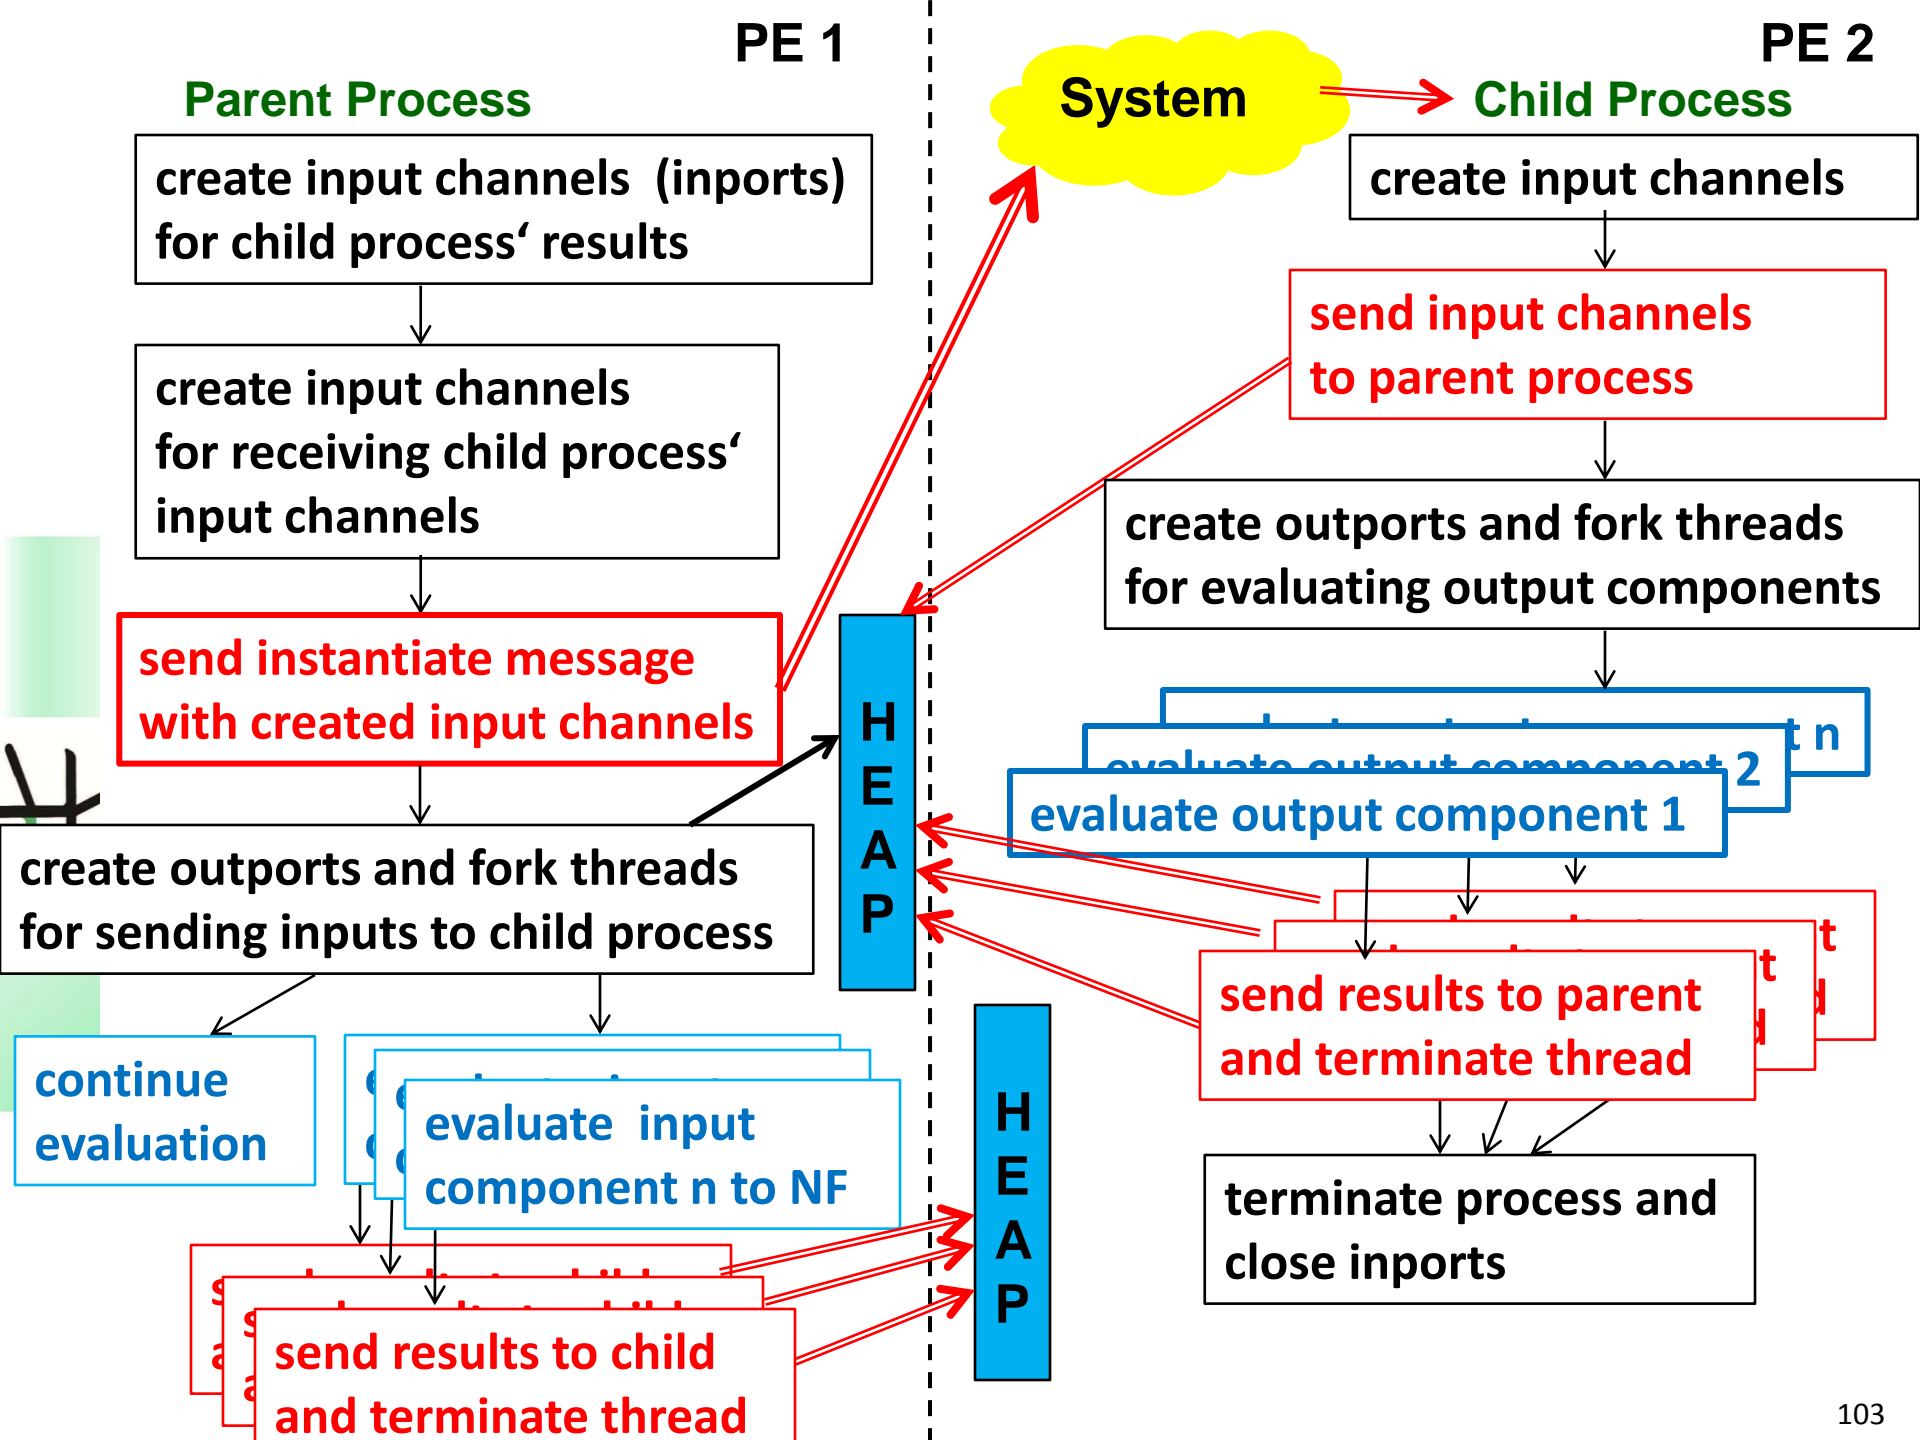 PE 1
PE 2
Parent Process
System
Child Process
create input channels (inports)
for child process‘ results
create input channels
for receiving child process‘
input channels
send instantiate message
with created input channels
create outports and fork threads
for sending inputs to child process
continue
evaluation
evaluate input
component n to NF
send results to child
and terminate thread
H
E
A
P
create input channels
send input channels
to parent process
create outports and fork threads
for evaluating output components
t n
evaluate output component 2
evaluate output component 1
send results to parent
and terminate thread
terminate process and
close inports
H
E
A
P
103